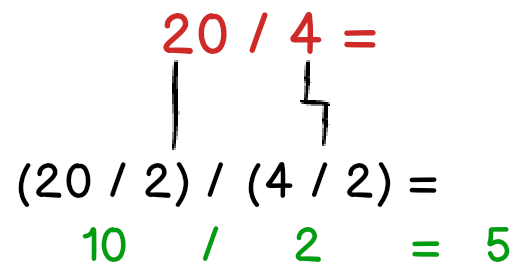 20 / 4 =
(20 / 2) / (4 / 2) =
10 / 2 = 5